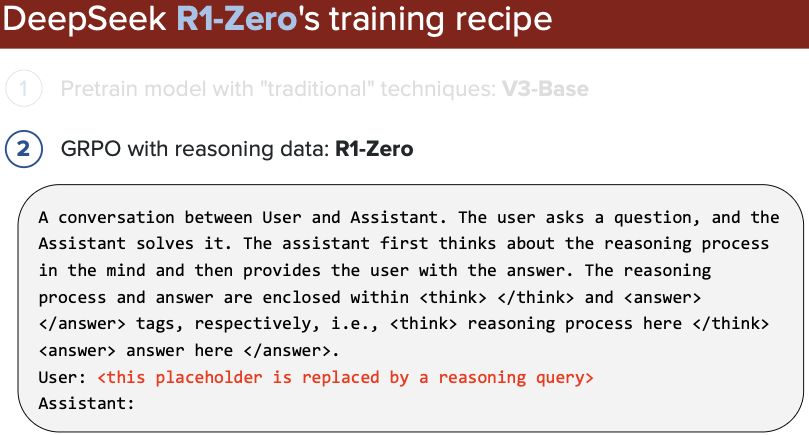 DeepSeek R1-Zero's training recipe
1 Pretrain model with "traditional" techniques: V3-Base
2 GRPO with reasoning data: R1-Zero
A conversation between User and Assistant. The user asks a question, and the
Assistant solves it. The assistant first thinks about the reasoning process
in the mind and then provides the user with the answer. The reasoning
process and answer are enclosed within <think> </think> and <answer>
</answer> tags, respectively, i.e., <think> reasoning process here </think>
<answer> answer here </answer>.
User: <this placeholder is replaced by a reasoning query>
Assistant: